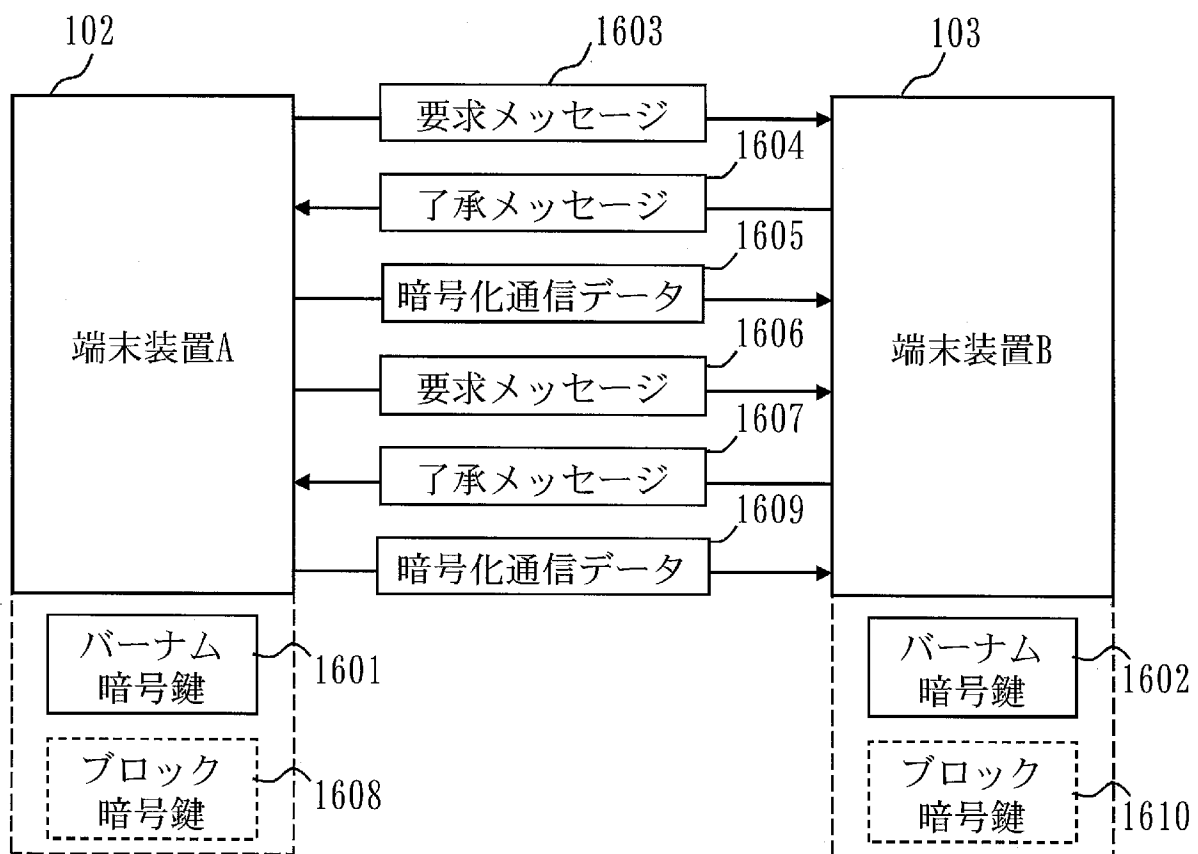 102
1603
103
要求メッセージ
1604
了承メッセージ
1605
暗号化通信データ
1606
端末装置A
端末装置B
要求メッセージ
1607
了承メッセージ
1609
暗号化通信データ
バーナム
暗号鍵
1601
バーナム
暗号鍵
1602
ブロック
暗号鍵
1608
ブロック
暗号鍵
1610